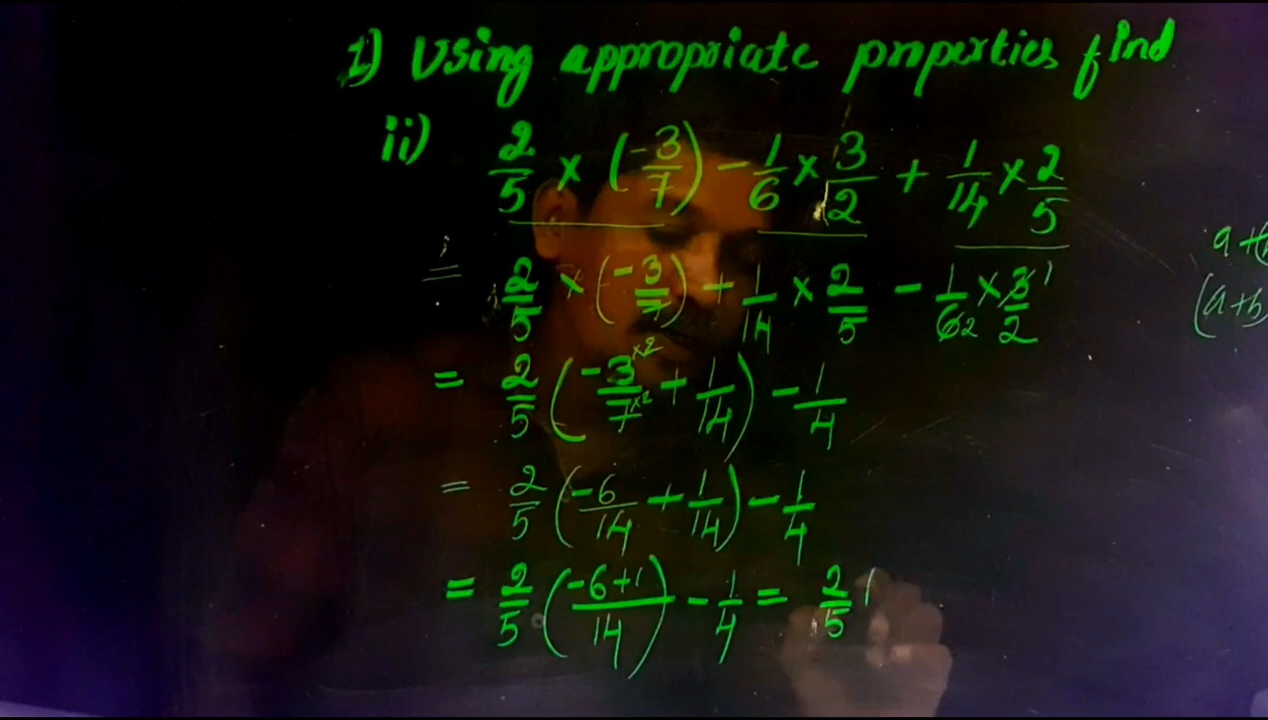 1) Using appropriate properties find
ii) 2/5 × (-3/7) - 1/6 × 3/2 + 1/14 × 2/5
= 2/5 × (-3/7) + 1/14 × 2/5 - 1/6 2 × 3 1/2
a +(
(a+b)
= 2/5 (-3 ×2/7 ×2 + 1/14) - 1/4
= 2/5 (-6/14 + 1/14) - 1/4
= 2/5 (-6+1/14) - 1/4 = 2/5 (